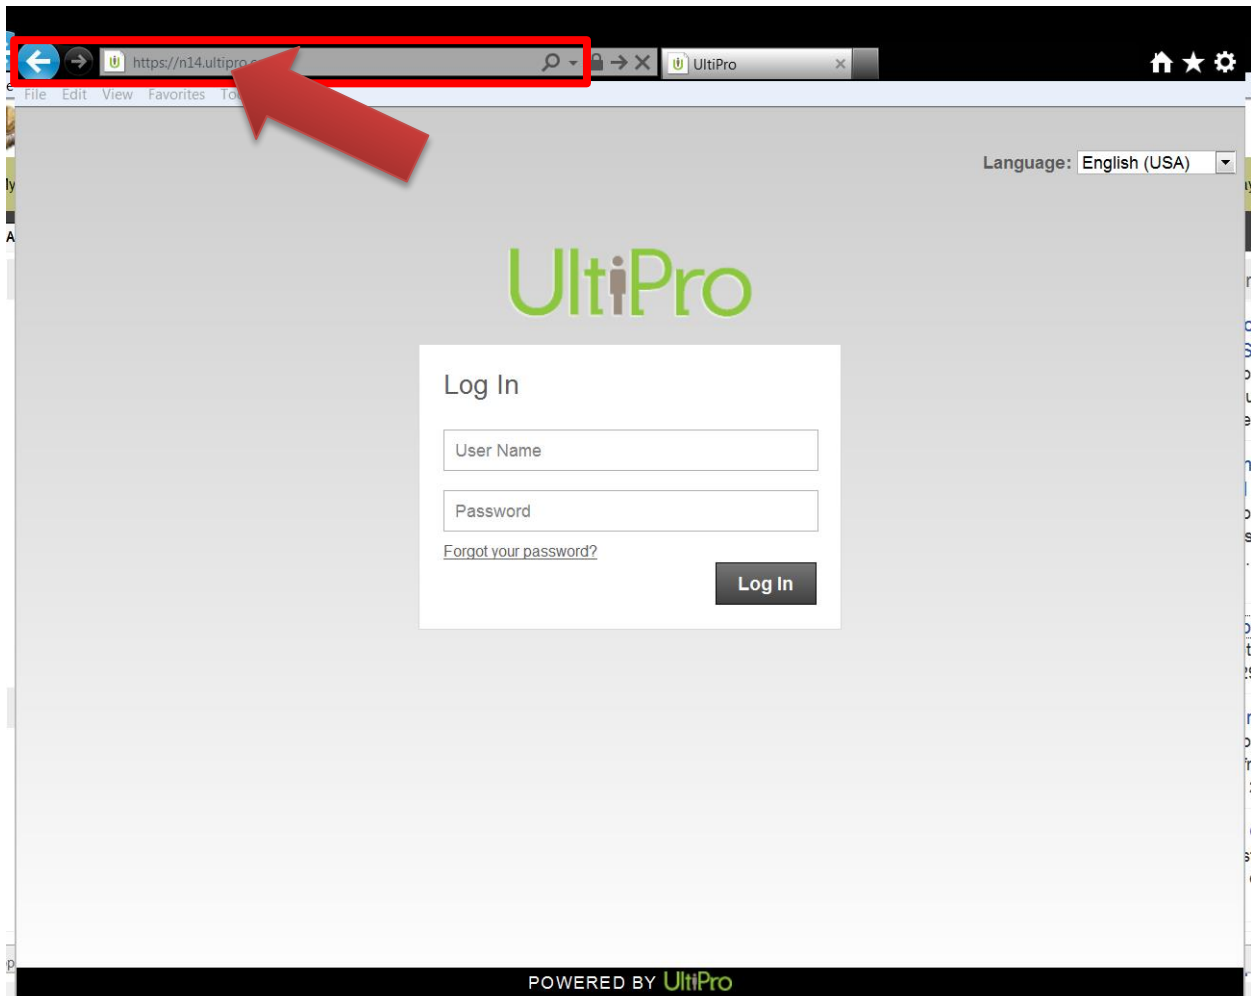 https://n14.ultipro.c
UltiPro
File Edit View Favorites
Language: English (USA)
UltiPro
Log In
User Name
Password
Forgot your password?
Log In
POWERED BY UltiPro